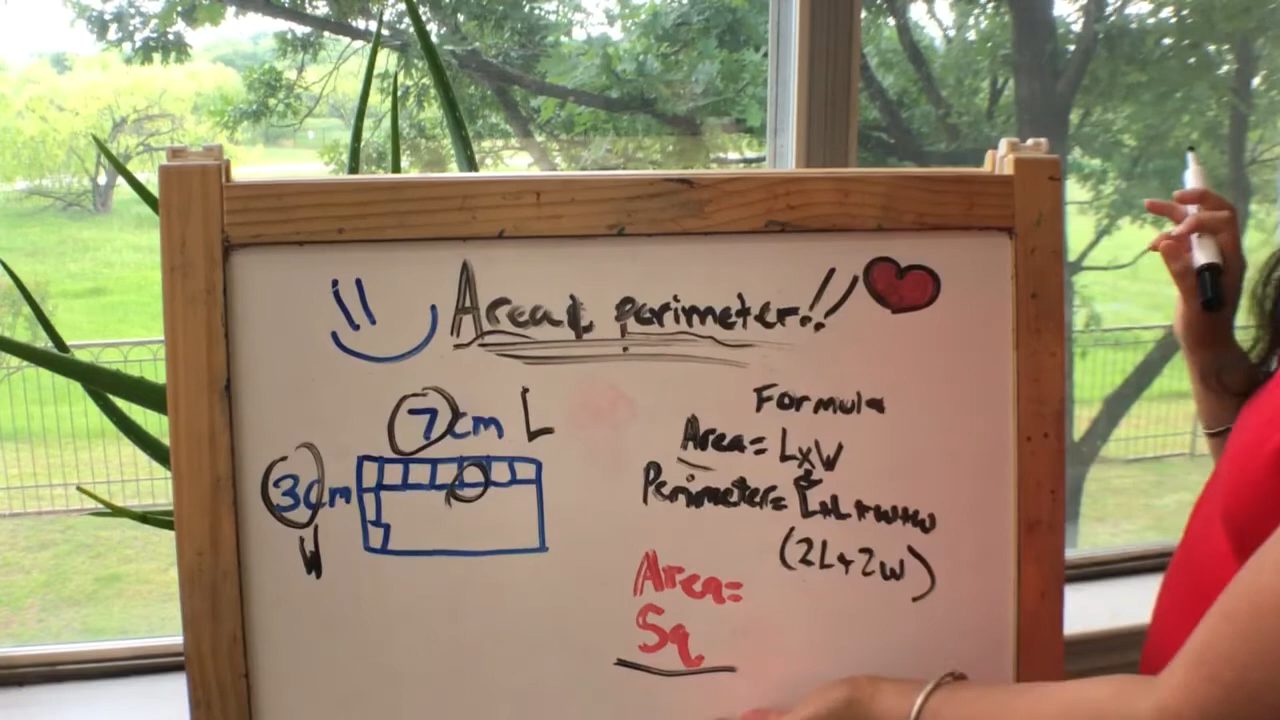 Area & perimeter!!
7cm L
3cm
W
Formula
Area= LxW
Perimeter= L+L+w+w
(2L+2w)
Area=
Sq